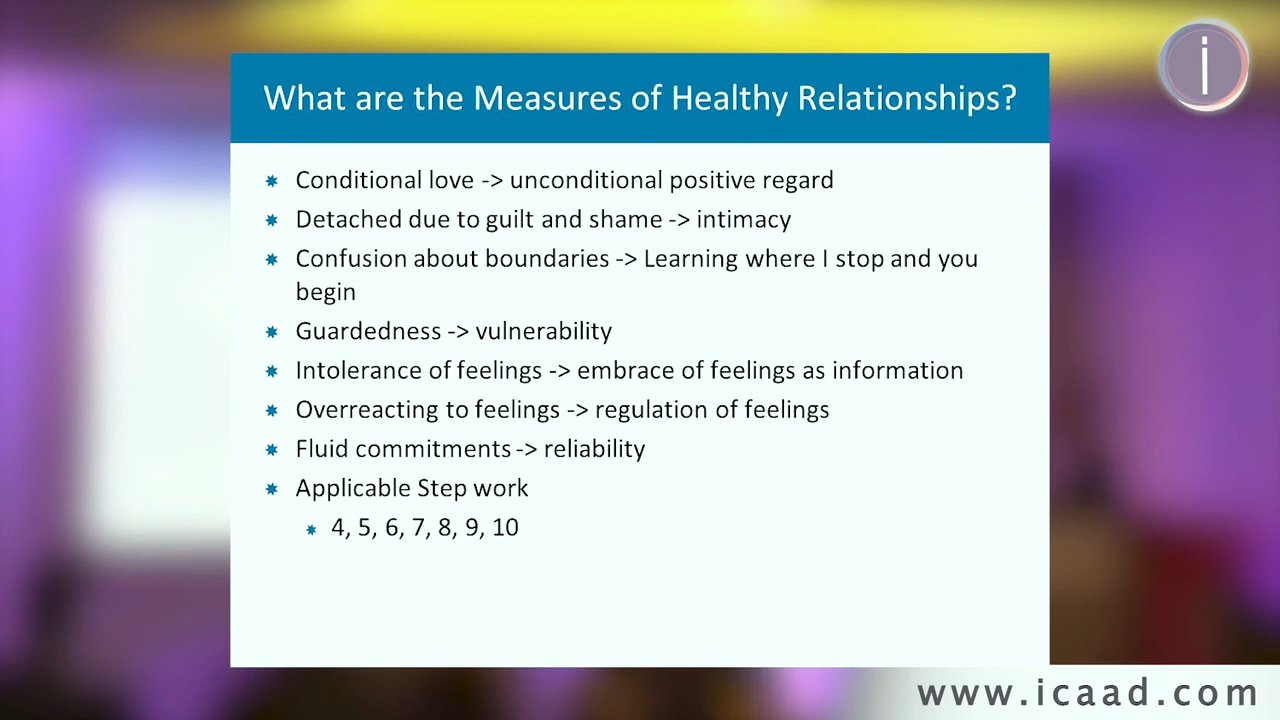 i
What are the Measures of Healthy Relationships?
Conditional love -> unconditional positive regard
Detached due to guilt and shame -> intimacy
Confusion about boundaries -> Learning where I stop and you
begin
Guardedness -> vulnerability
Intolerance of feelings -> embrace of feelings as information
Overreacting to feelings -> regulation of feelings
Fluid commitments -> reliability
Applicable Step work
4, 5, 6, 7, 8, 9, 10
www.icaad.com